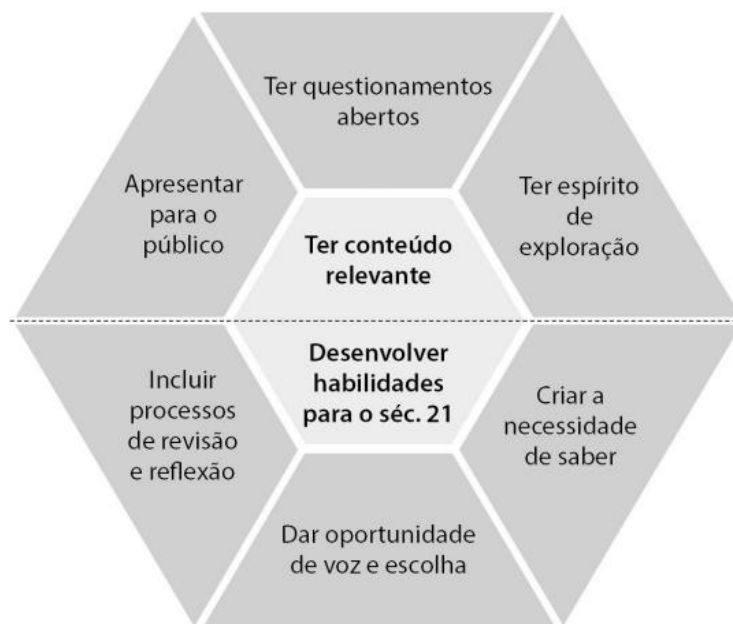 Ter questionamentos
abertos
Apresentar
para o
público
Ter espírito
de
exploração
Ter conteúdo
relevante
Desenvolver
habilidades
para o séc. 21
Incluir
processos
de revisão
e reflexão
Criar a
necessidade
de saber
Dar oportunidade
de voz e escolha